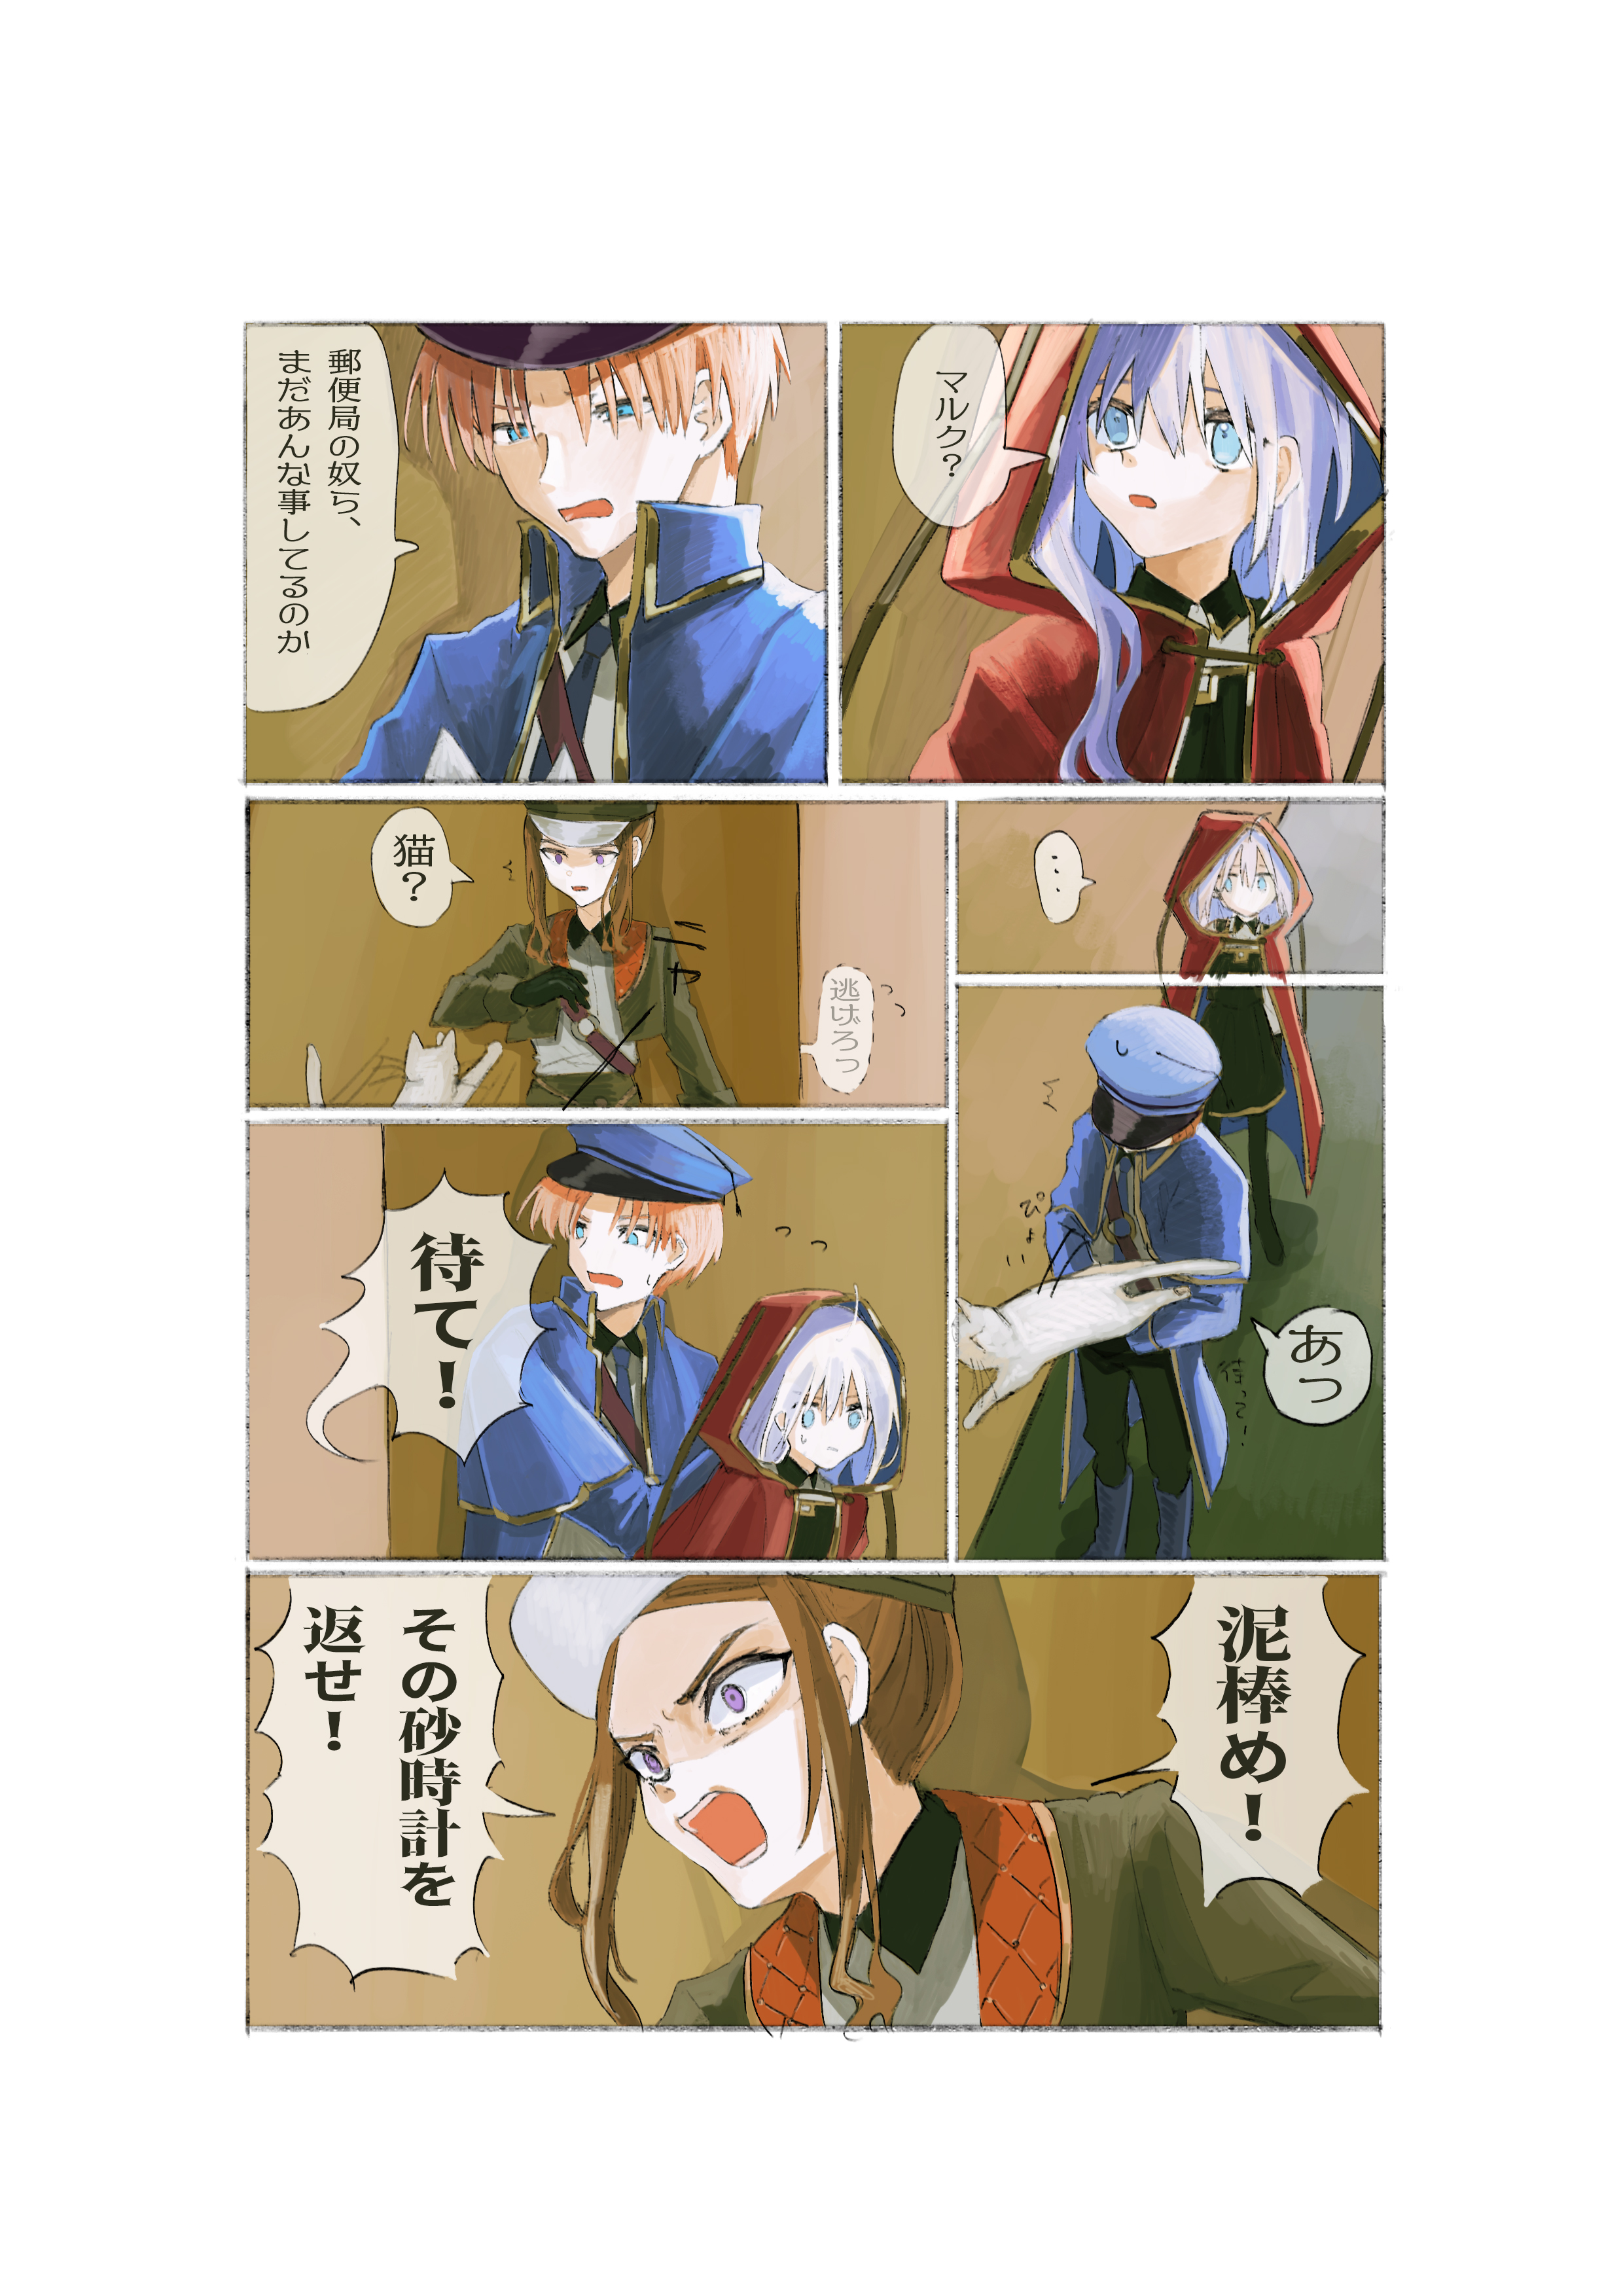 マルク?
郵便局の奴ら、
まだあんな事してるのか
…
あっ
ぴょい
待って!
猫?
ニャ
逃げろっ
待て!
泥棒め!
その砂時計を
返せ!